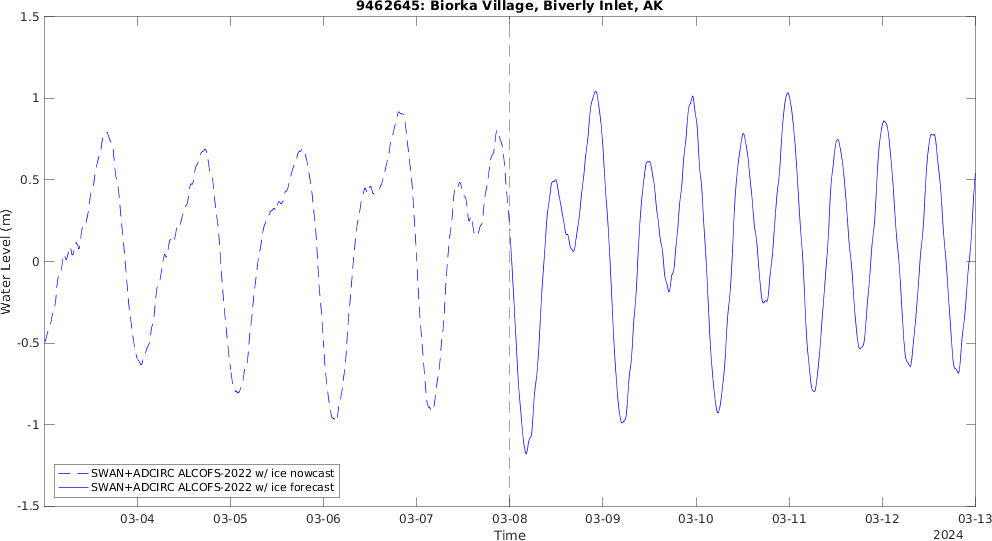 9462645: Biorka Village, Biverly Inlet, AK
Water Level (m)
1.5
1
0.5
0
-0.5
-1
-1.5
SWAN+ADCIRC ALCOFS-2022 w/ ice nowcast
SWAN+ADCIRC ALCOFS-2022 w/ ice forecast
03-04 03-05 03-06 03-07 03-08 03-09 03-10 03-11 03-12 03-13
Time
2024